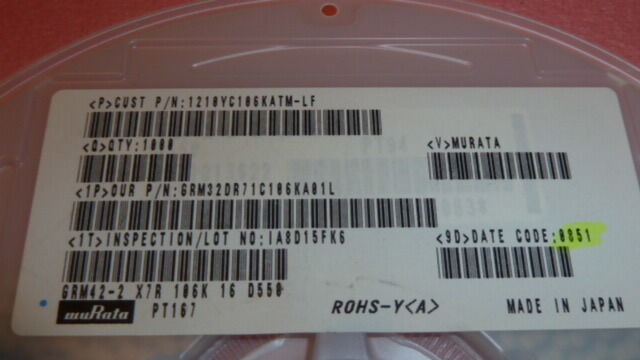 <P>CUST P/N:1210YC106KATM-LF
<Q>QTY:1000
<V>MURATA
<1P>OUR P/N:GRM32DR71C106KA01L
<1T>INSPECTION/LOT NO:IA8D15FK6
<9D>DATE CODE:0851
GRM42-2 X7R 106K 16 D550
muRata PT167 ROHS-Y<A> MADE IN JAPAN